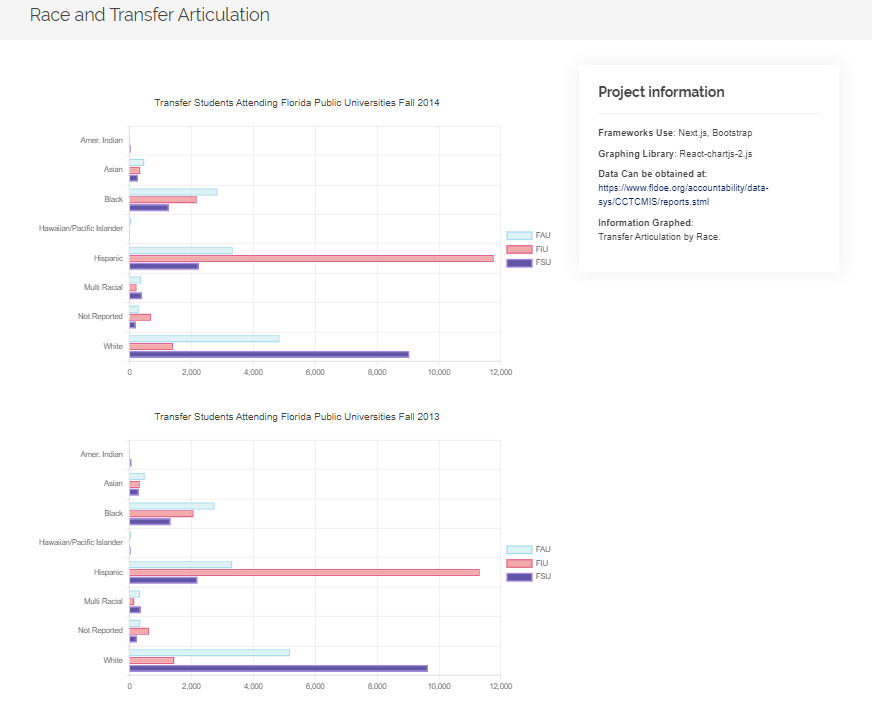 Race and Transfer Articulation
Transfer Students Attending Florida Public Universities Fall 2014
Amer. Indian
Asian
Black
Hawaiian/Pacific Islander
Hispanic
Multi Racial
Not Reported
White
0 2,000 4,000 6,000 8,000 10,000 12,000
FAU
FIU
FSU
Transfer Students Attending Florida Public Universities Fall 2013
Amer. Indian
Asian
Black
Hawaiian/Pacific Islander
Hispanic
Multi Racial
Not Reported
White
0 2,000 4,000 6,000 8,000 10,000 12,000
FAU
FIU
FSU
Project information
Frameworks Use: Next.js, Bootstrap
Graphing Library: React-chartjs-2.js
Data Can be obtained at:
https://www.fldoe.org/accountability/data-
sys/CCTCMIS/reports.stml
Information Graphed:
Transfer Articulation by Race.